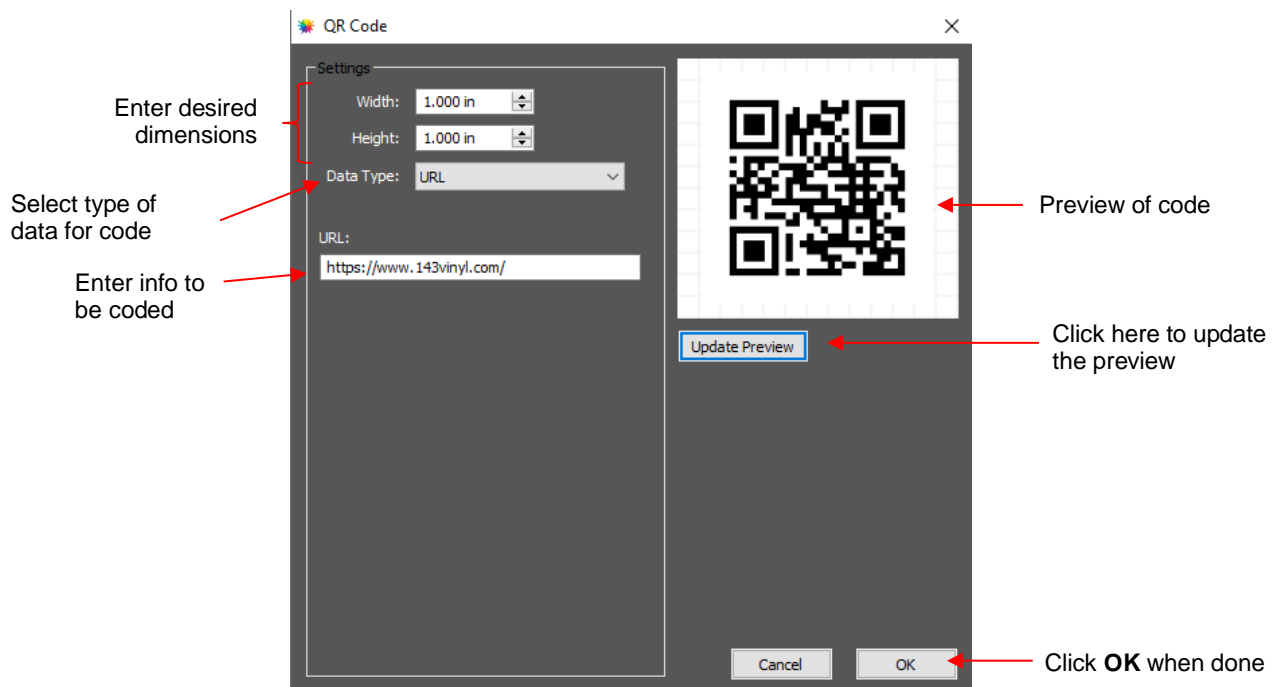 QR Code
Settings
Enter desired
dimensions
Width: 1.000 in
Height: 1.000 in
Data Type: URL
Select type of
data for code
URL:
https://www.143vinyl.com/
Enter info to
be coded
Preview of code
Update Preview
Click here to update
the preview
Cancel
OK
Click OK when done